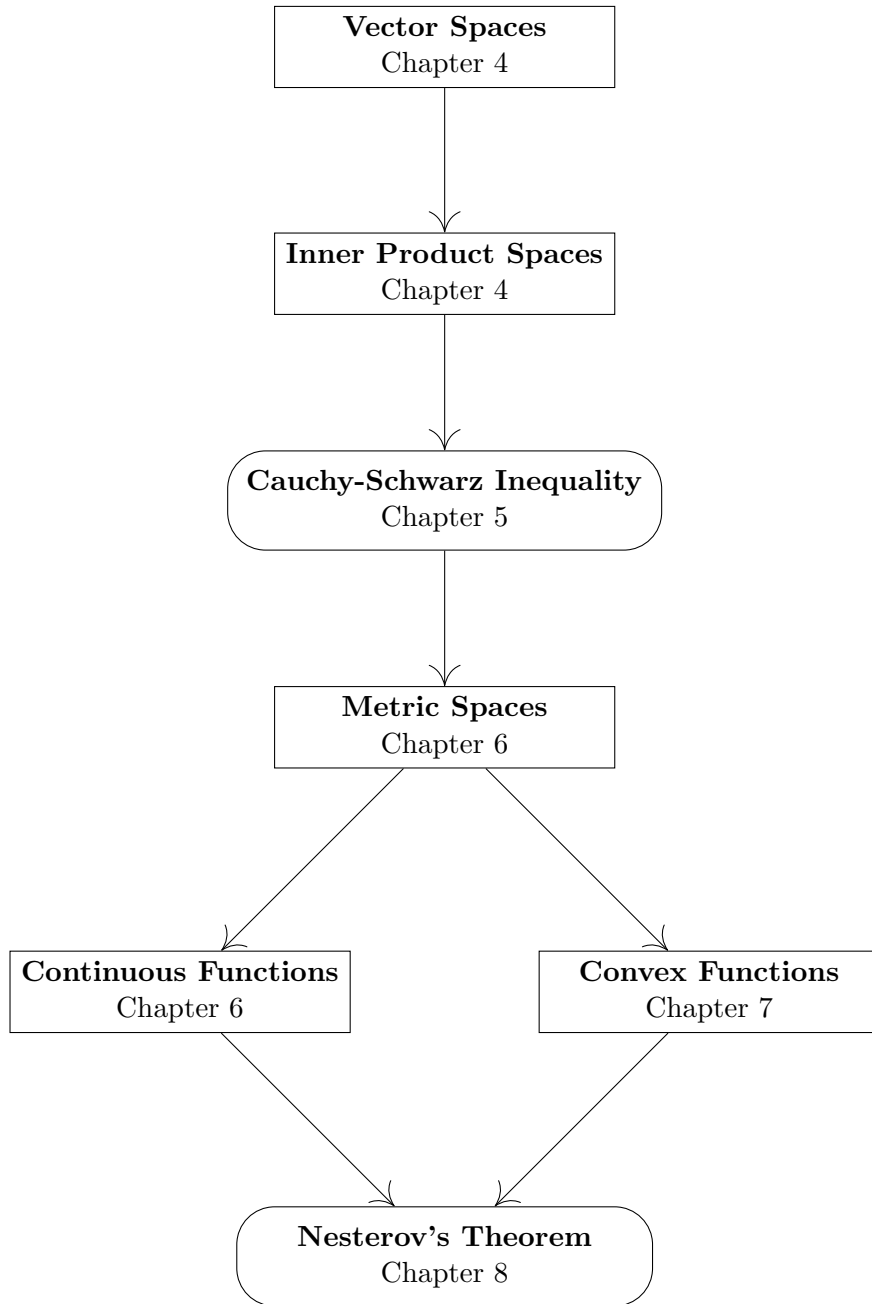 Vector Spaces
Chapter 4
Inner Product Spaces
Chapter 4
Cauchy-Schwarz Inequality
Chapter 5
Metric Spaces
Chapter 6
Continuous Functions
Chapter 6
Convex Functions
Chapter 7
Nesterov's Theorem
Chapter 8